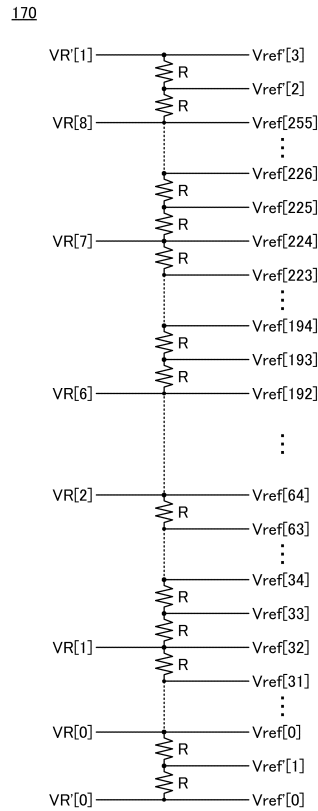 170
VR'[1] Vref'[3]
R
Vref'[2]
R
VR[8] Vref[255]
⋮
Vref[226]
R
Vref[225]
R
VR[7] Vref[224]
R
Vref[223]
⋮
Vref[194]
R
Vref[193]
R
VR[6] Vref[192]
⋮
VR[2] Vref[64]
R
Vref[63]
⋮
Vref[34]
R
Vref[33]
R
VR[1] Vref[32]
R
Vref[31]
⋮
VR[0] Vref[0]
R
Vref'[1]
R
VR'[0] Vref'[0]